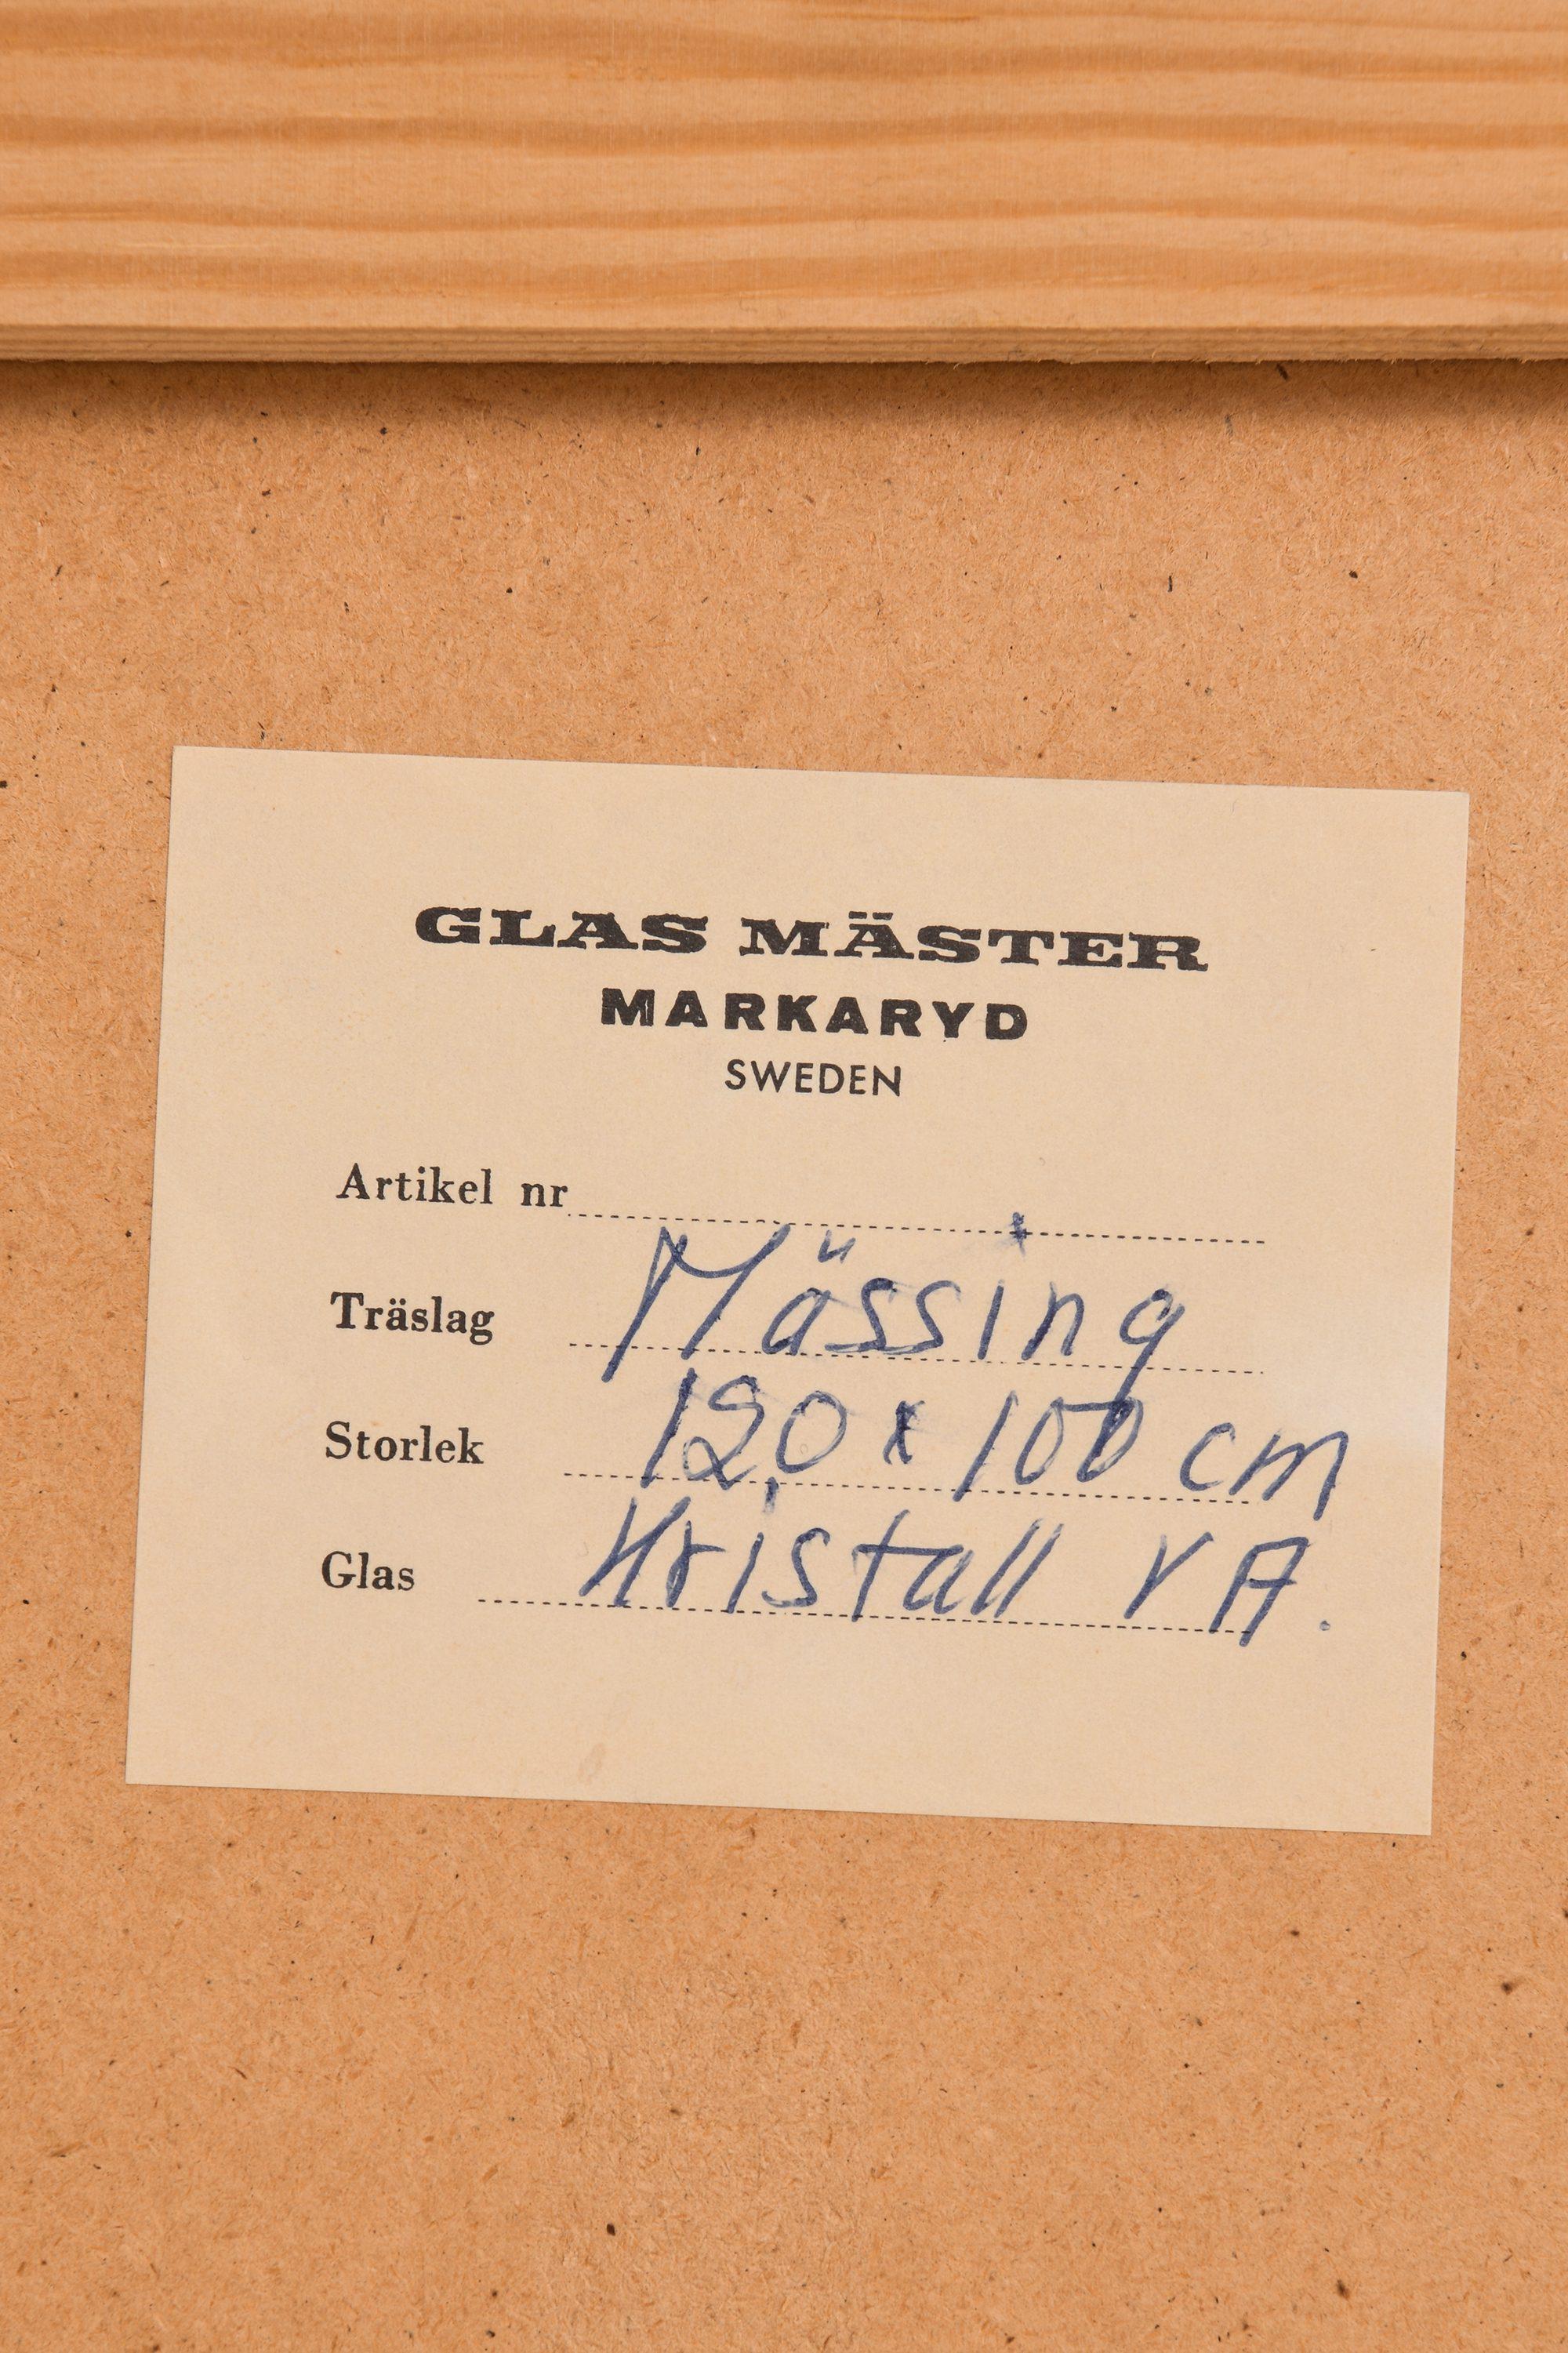 GLAS MÄSTER
MARKARYD
SWEDEN
Artikel nr
Träslag Mässing
Storlek 120 x 100 cm
Glas Kristall VA.